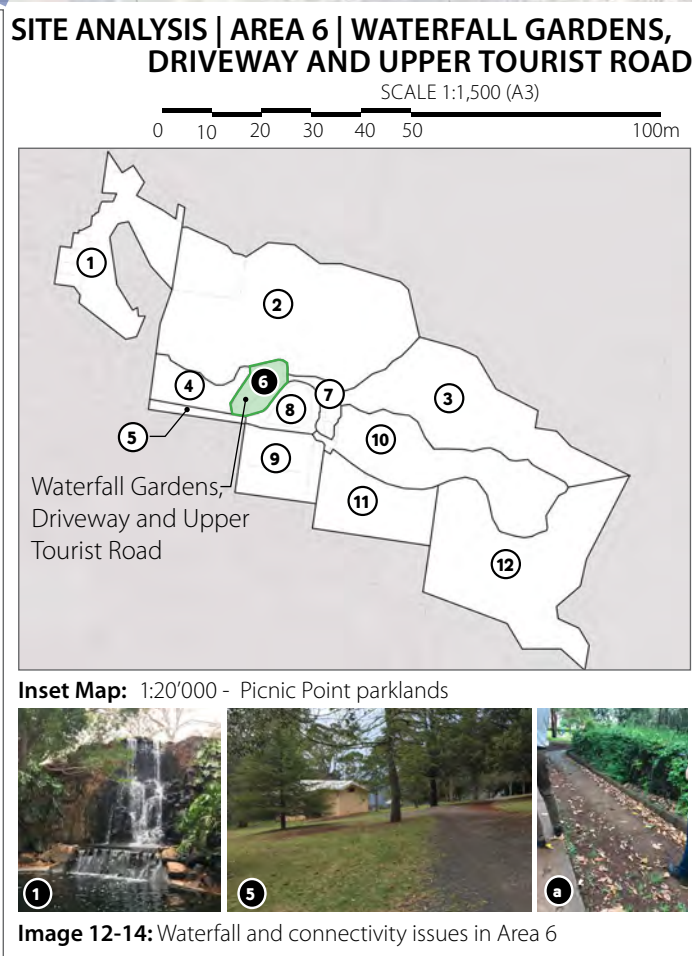 SITE ANALYSIS | AREA 6 | WATERFALL GARDENS,
DRIVEWAY AND UPPER TOURIST ROAD
SCALE 1:1,500 (A3)
0 10 20 30 40 50 100m
1
2
3
4
6
7
8
5
10
9
11
12
Waterfall Gardens,
Driveway and Upper
Tourist Road
Inset Map: 1:20'000 - Picnic Point parklands
1 5 a
Image 12-14: Waterfall and connectivity issues in Area 6